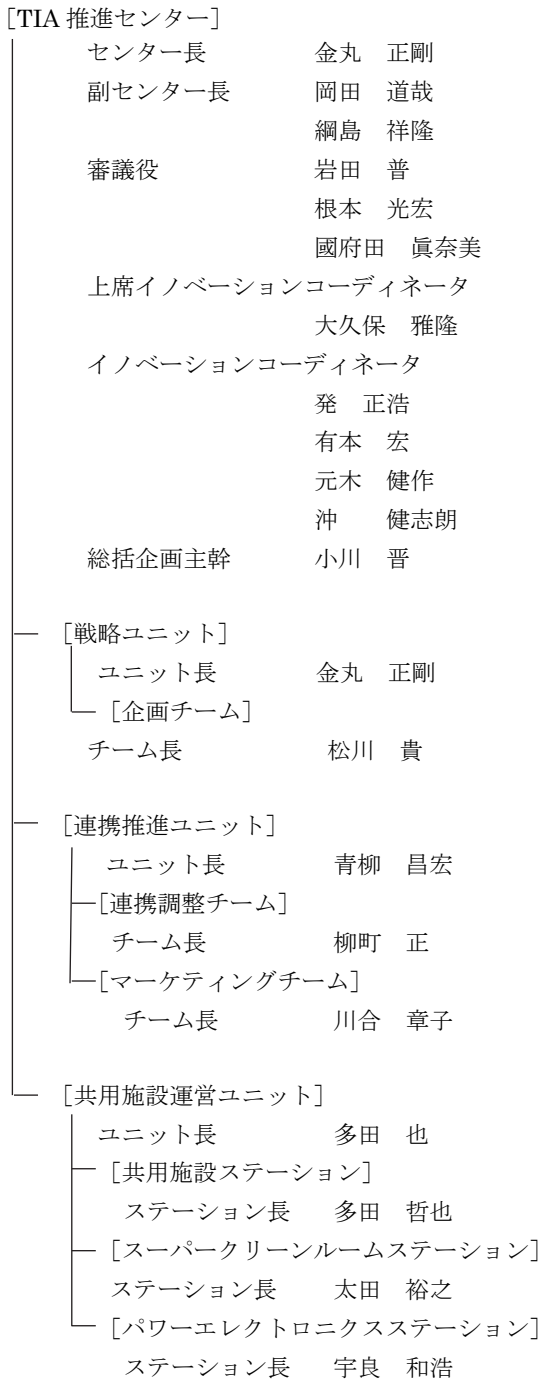 ［TIA 推進センター］
センター長　金丸　正剛
副センター長　岡田　道哉
綱島　祥隆
審議役　岩田　普
根本　光宏
國府田　眞奈美
上席イノベーションコーディネータ
大久保　雅隆
イノベーションコーディネータ
発　正浩
有本　宏
元木　健作
沖　健志朗
総括企画主幹　小川　晋
［戦略ユニット］
ユニット長　金丸　正剛
［企画チーム］
チーム長　松川　貴
［連携推進ユニット］
ユニット長　青柳　昌宏
［連携調整チーム］
チーム長　柳町　正
［マーケティングチーム］
チーム長　川合　章子
［共用施設運営ユニット］
ユニット長　多田　也
［共用施設ステーション］
ステーション長　多田　哲也
［スーパークリーンルームステーション］
ステーション長　太田　裕之
［パワーエレクトロニクスステーション］
ステーション長　宇良　和浩